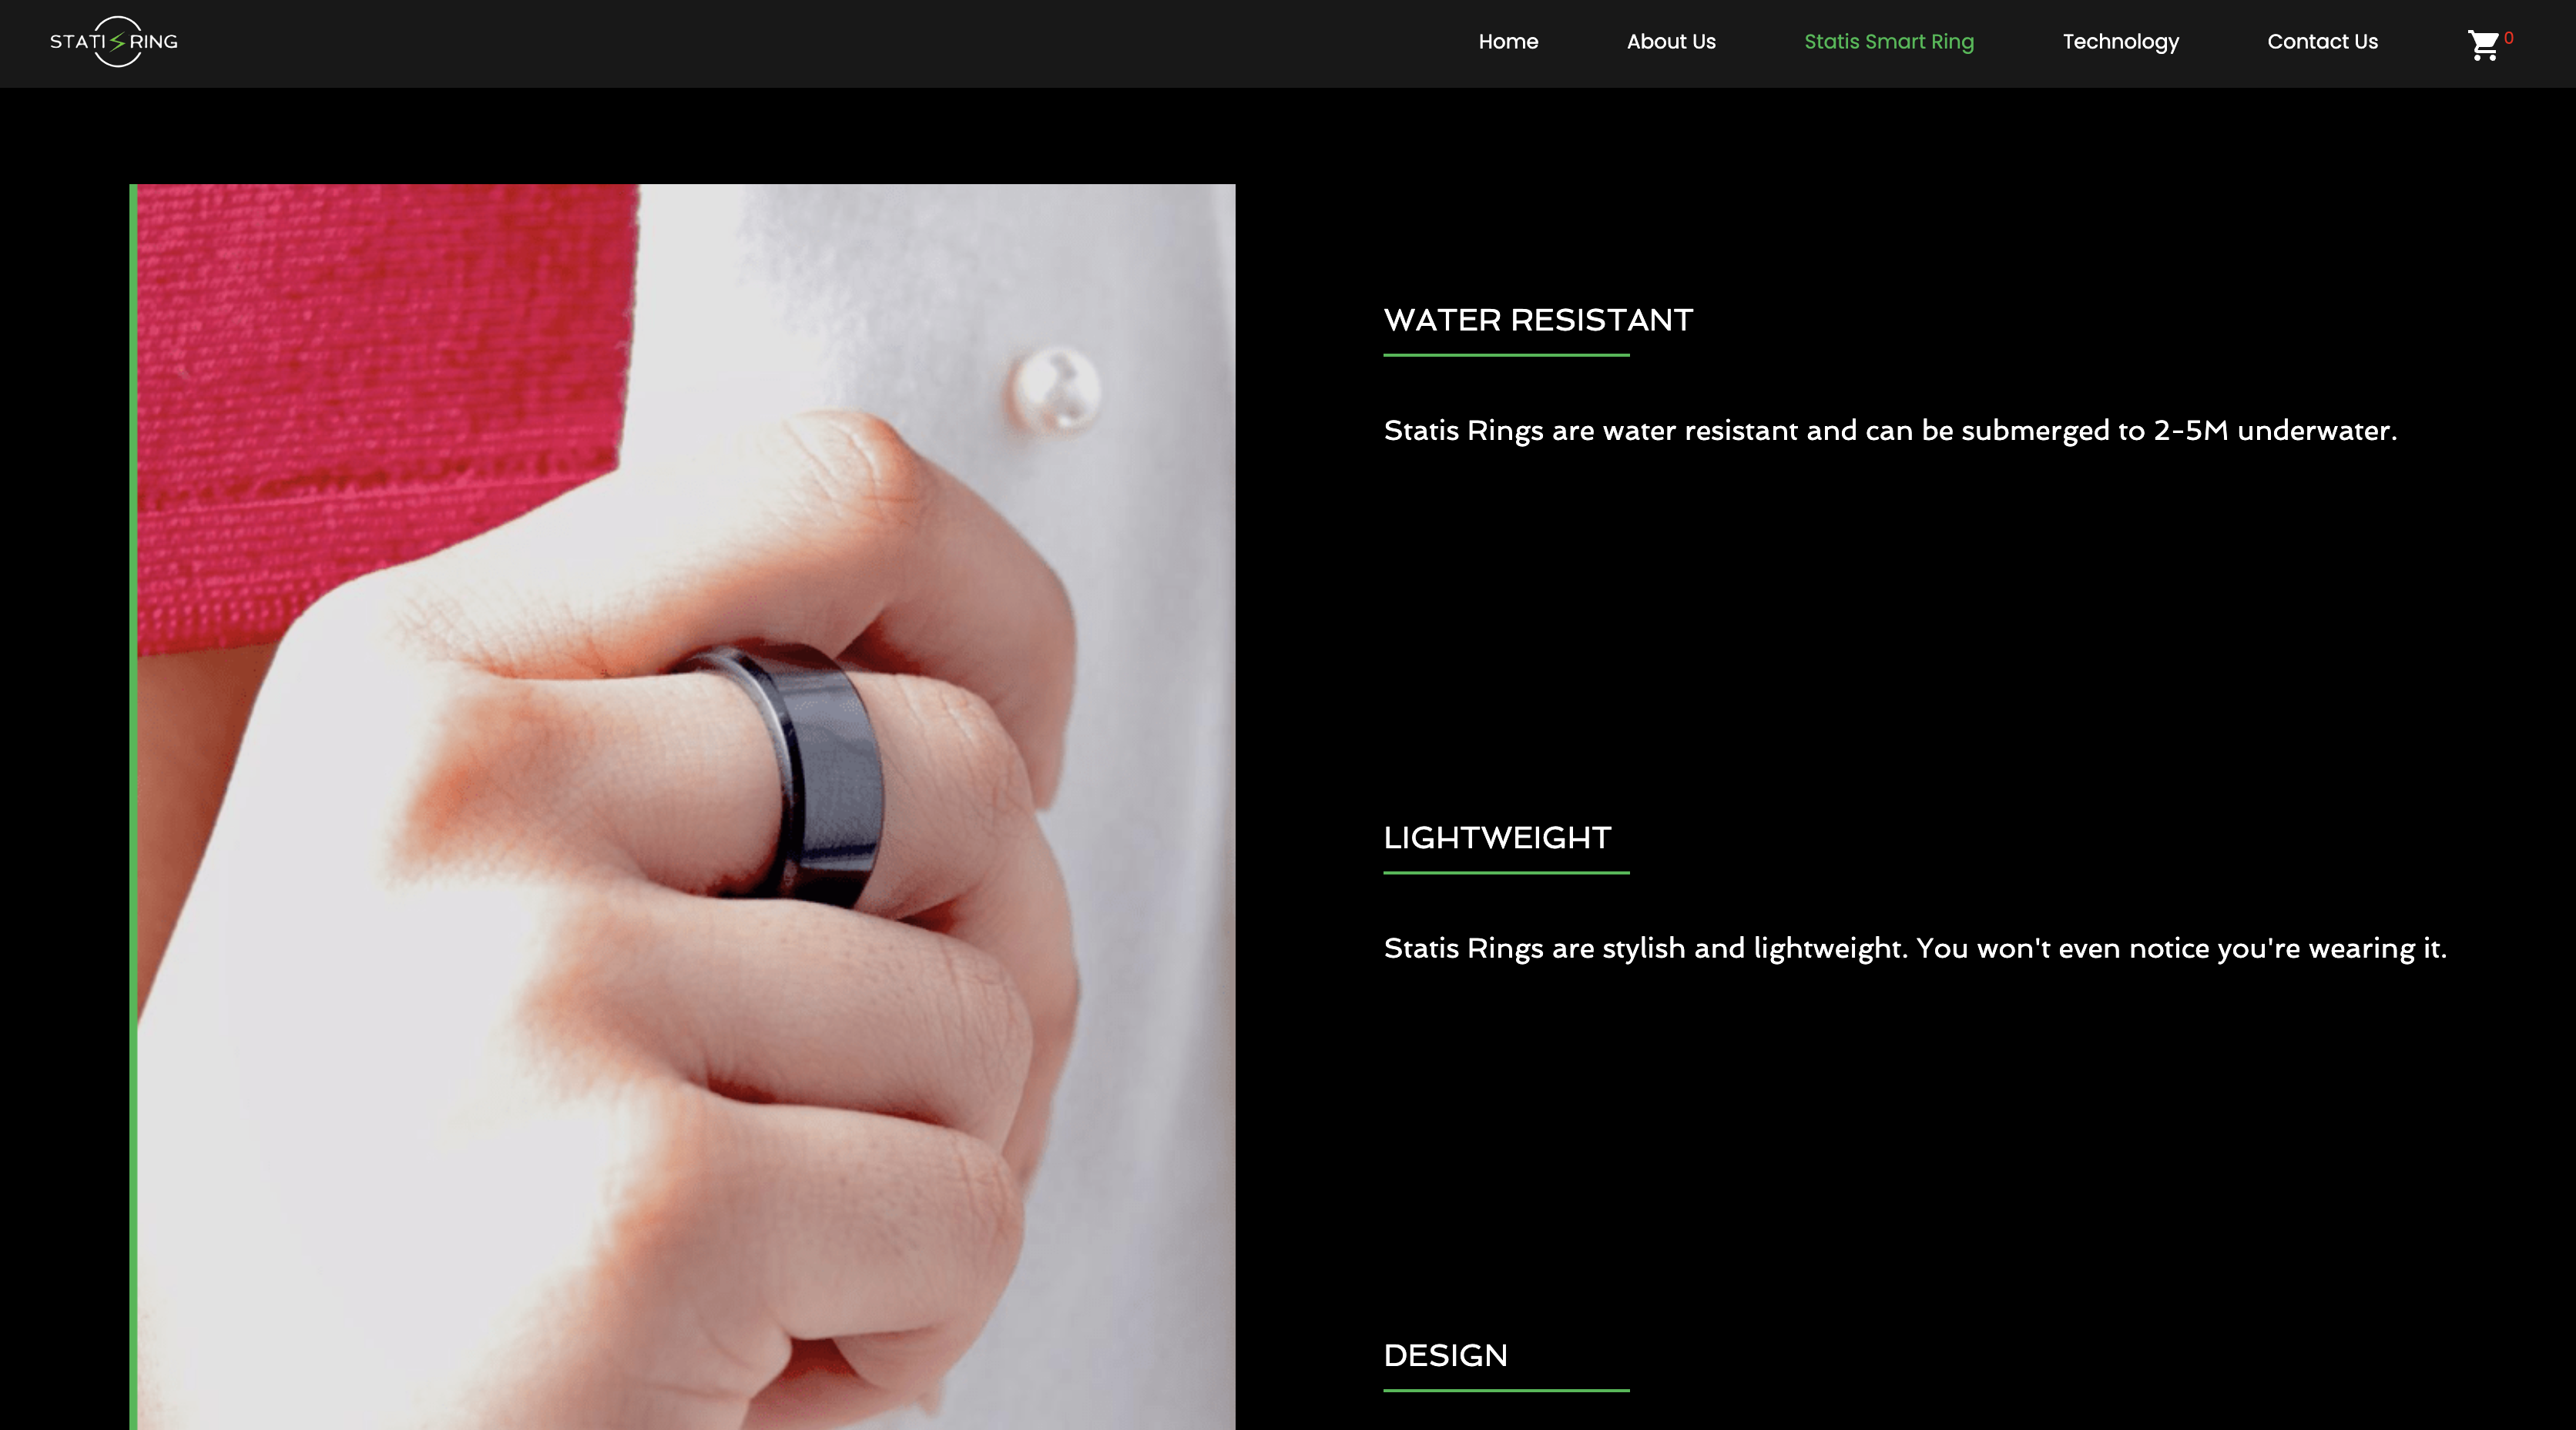 STATI RING
Home About Us Statis Smart Ring Technology Contact Us 0
WATER RESISTANT
Statis Rings are water resistant and can be submerged to 2-5M underwater.
LIGHTWEIGHT
Statis Rings are stylish and lightweight. You won't even notice you're wearing it.
DESIGN